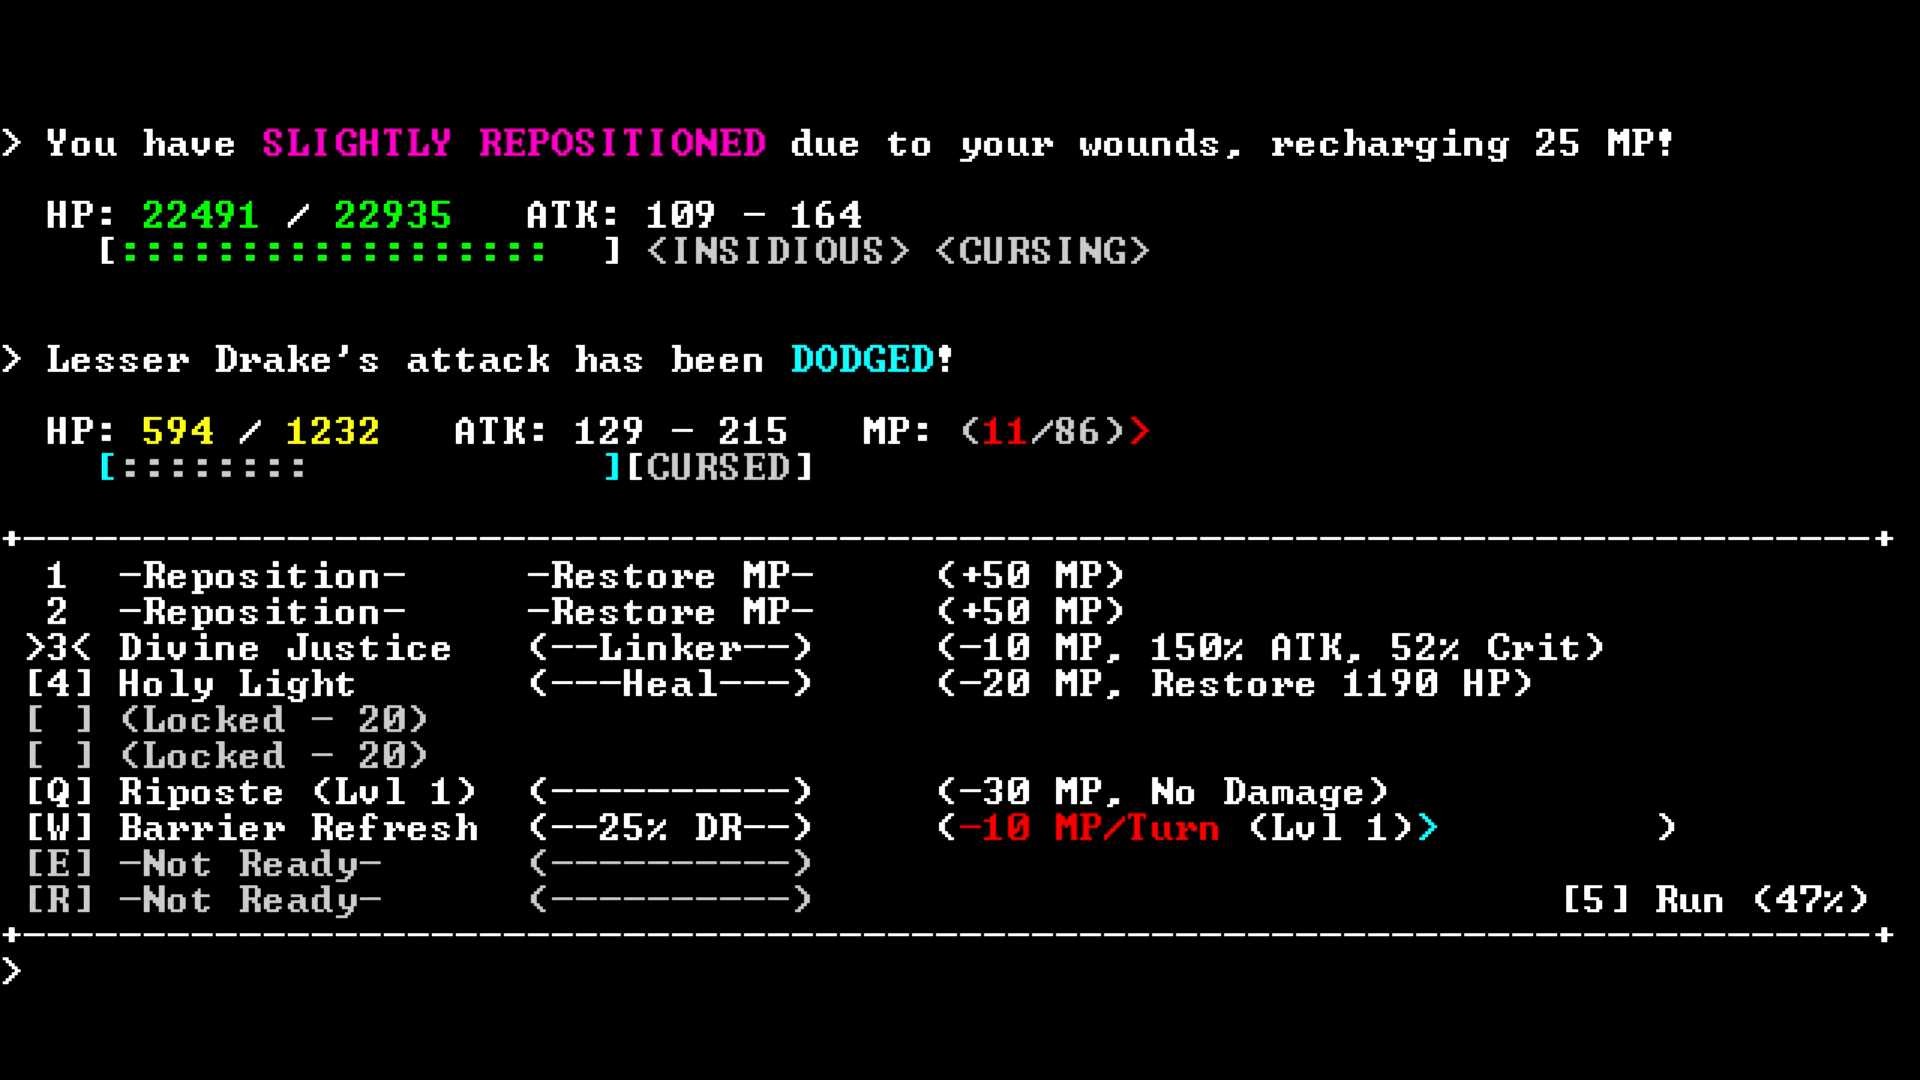 > You have SLIGHTLY REPOSITIONED due to your wounds, recharging 25 MP!
HP: 22491 / 22935 ATK: 109 - 164
[:::::::::::::::::: ] <INSIDIOUS> <CURSING>
> Lesser Drake's attack has been DODGED!
HP: 594 / 1232 ATK: 129 - 215 MP: (11/86)>
[:::::::: ][CURSED]
+-----------------------------------------------------------------------------+
1 -Reposition- -Restore MP- (+50 MP)
2 -Reposition- -Restore MP- (+50 MP)
>3< Divine Justice (--Linker--) (-10 MP, 150% ATK, 52% Crit)
[4] Holy Light (---Heal---) (-20 MP, Restore 1190 HP)
[ ] (Locked - 20)
[ ] (Locked - 20)
[Q] Riposte (Lvl 1) (----------) (-30 MP, No Damage)
[W] Barrier Refresh (--25% DR--) (-10 MP/Turn (Lvl 1)> )
[E] -Not Ready- (----------)
[R] -Not Ready- (----------) [5] Run (47%)
+-----------------------------------------------------------------------------+
>